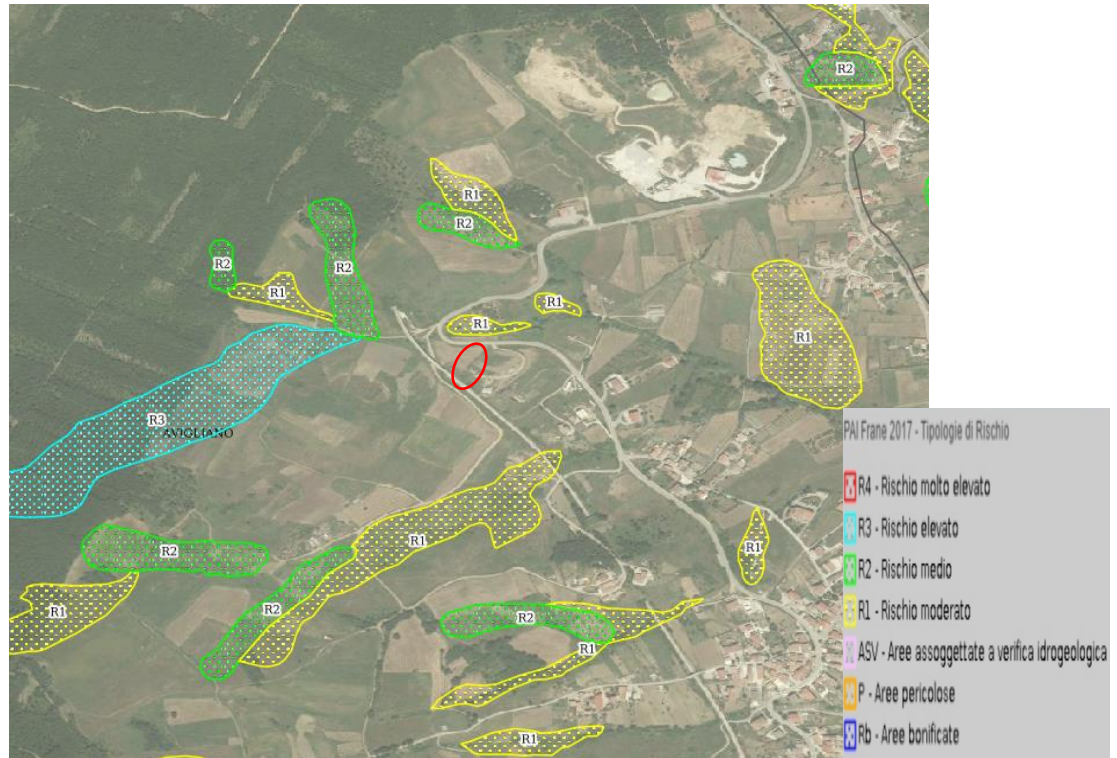 R2
R1
R2
R2
R2
R1
R1
R1
R1
R3
AVIGLIANO
R1
R2
R1
R1
R2
R2
R1
R1
PAI Frane 2017 - Tipologie di Rischio
R4 - Rischio molto elevato
R3 - Rischio elevato
R2 - Rischio medio
R1 - Rischio moderato
ASV - Aree assoggettate a verifica idrogeologica
P - Aree pericolose
Rb - Aree bonificate